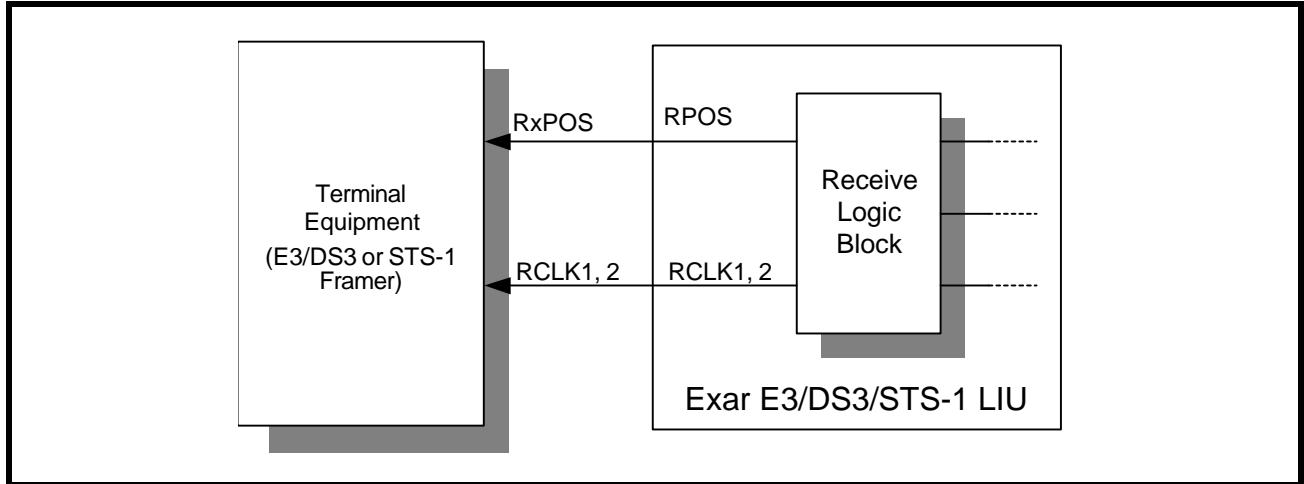 RxPOS
RPOS
Receive
Logic
Block
Terminal
Equipment
(E3/DS3 or STS-1
Framer)
RCLK1, 2
RCLK1, 2
Exar E3/DS3/STS-1 LIU